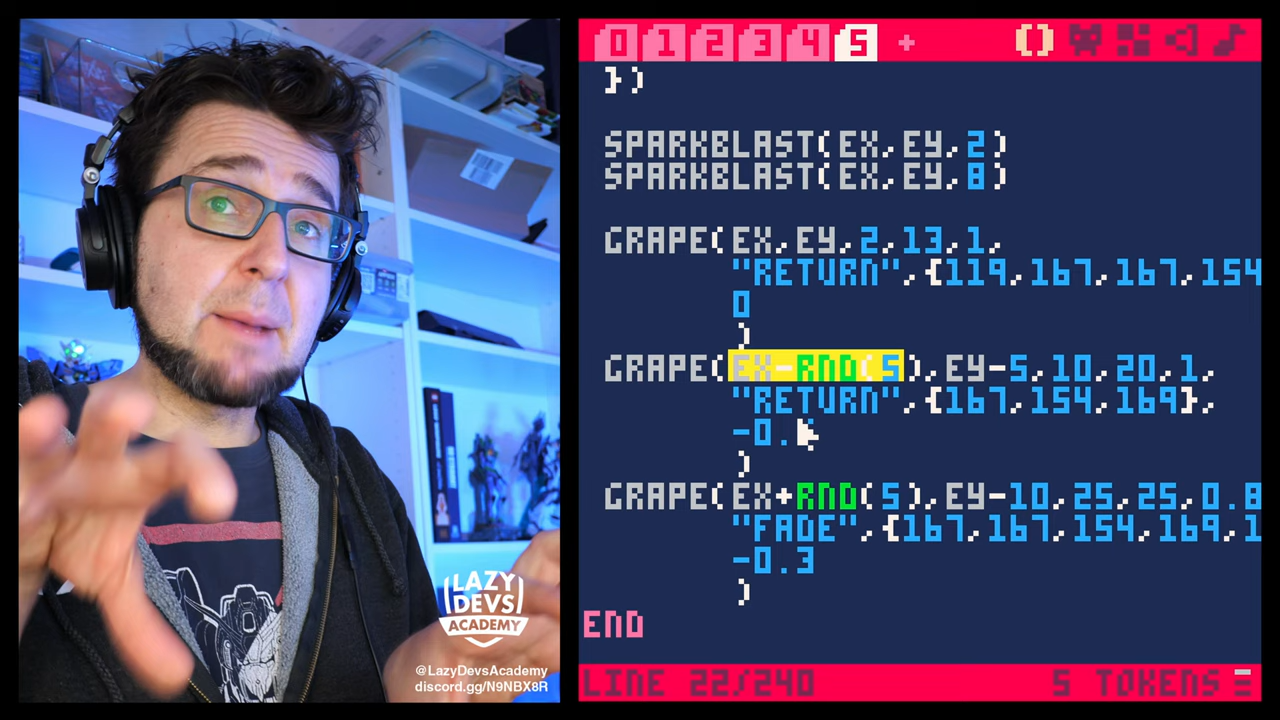 0 1 2 3 4 5 +
})
SPARKBLAST(EX,EY,2)
SPARKBLAST(EX,EY,8)
GRAPE(EX,EY,2,13,1,
"RETURN",{119,167,167,154
0
)
GRAPE(EX-RND(5),EY-5,10,20,1,
"RETURN",{167,154,169},
-0.
)
GRAPE(EX+RND(5),EY-10,25,25,0.8
"FADE",{167,167,154,169,1
-0.3
)
END
LINE 22/240 5 TOKENS
LAZY
DEVS
ACADEMY
@LazyDevsAcademy
discord.gg/N9NBX8R